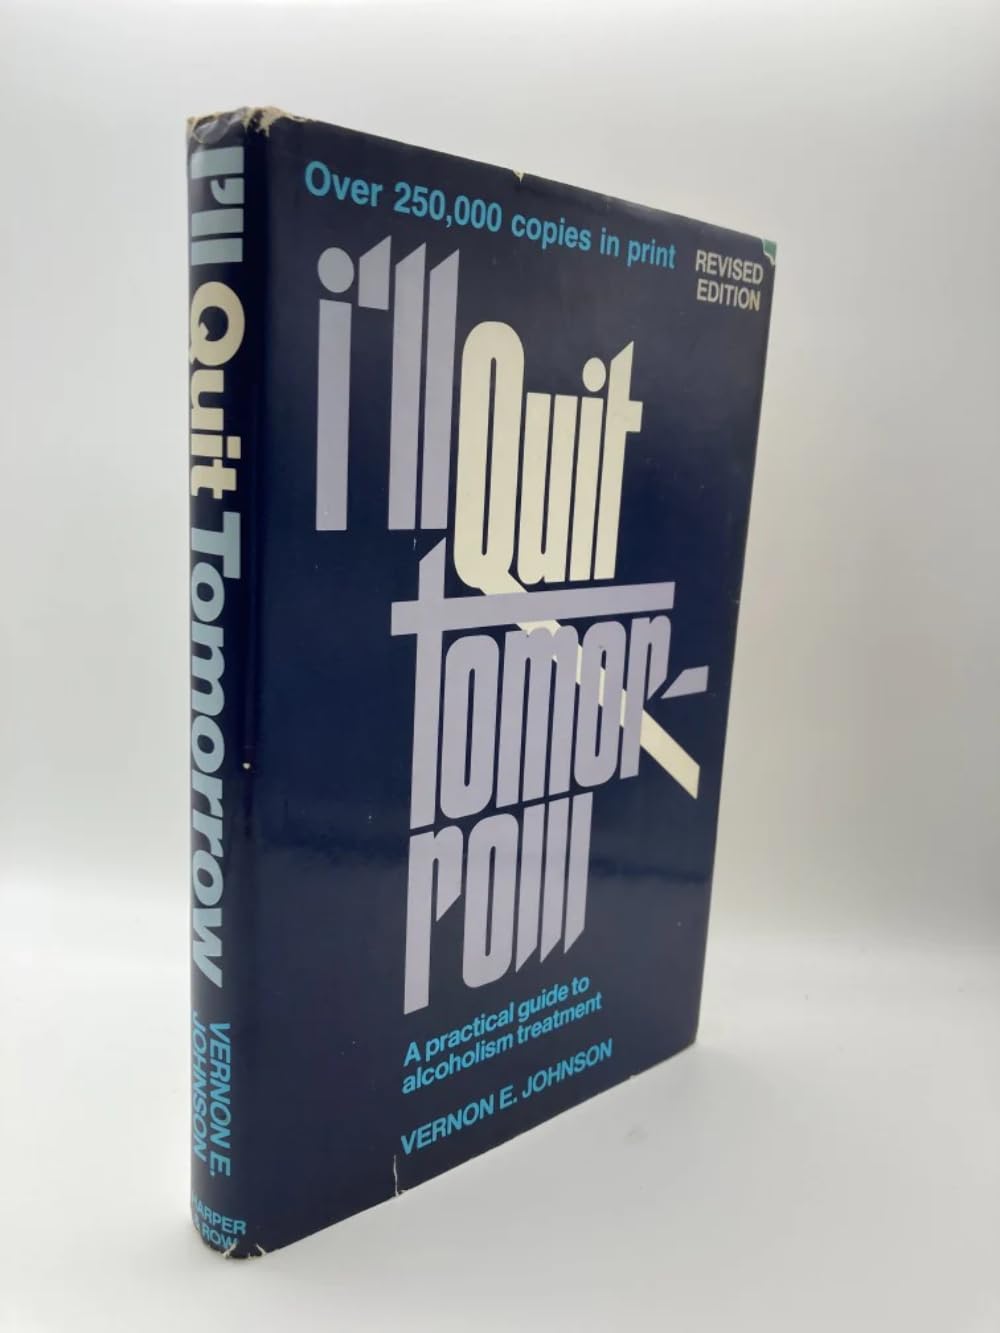 Over 250,000 copies in print
REVISED
EDITION
i'll
Quit
tomor-
row
A practical guide to
alcoholism treatment
VERNON E. JOHNSON
I'll Quit Tomorrow
VERNON E.
JOHNSON
HARPER
& ROW